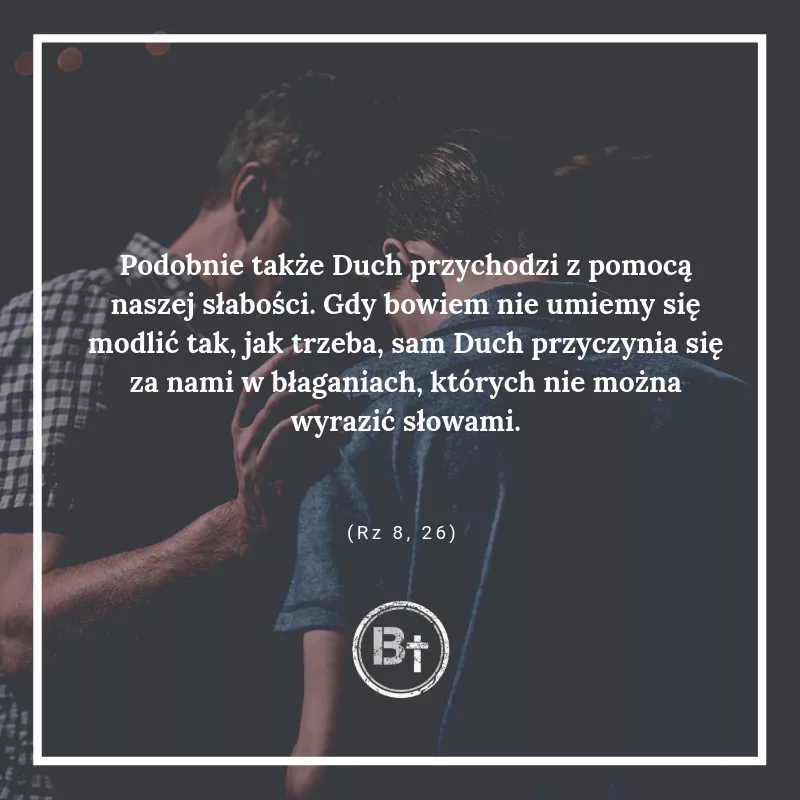 Podobnie także Duch przychodzi z pomocą
naszej słabości. Gdy bowiem nie umiemy się
modlić tak, jak trzeba, sam Duch przyczynia się
za nami w błaganiach, których nie można
wyrazić słowami.
(Rz 8, 26)
Bt